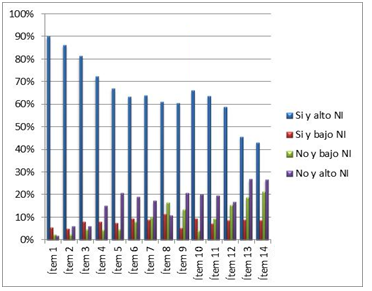 100%
90%
80%
70%
60%
50%
40%
30%
20%
10%
0%
Si y alto NI
Si y bajo NI
No y bajo NI
No y alto NI
Ítem 1
Ítem 2
Ítem 3
Ítem 4
Ítem 5
Ítem 6
Ítem 7
Ítem 8
Ítem 9
Ítem 10
Ítem 11
Ítem 12
Ítem 13
Ítem 14